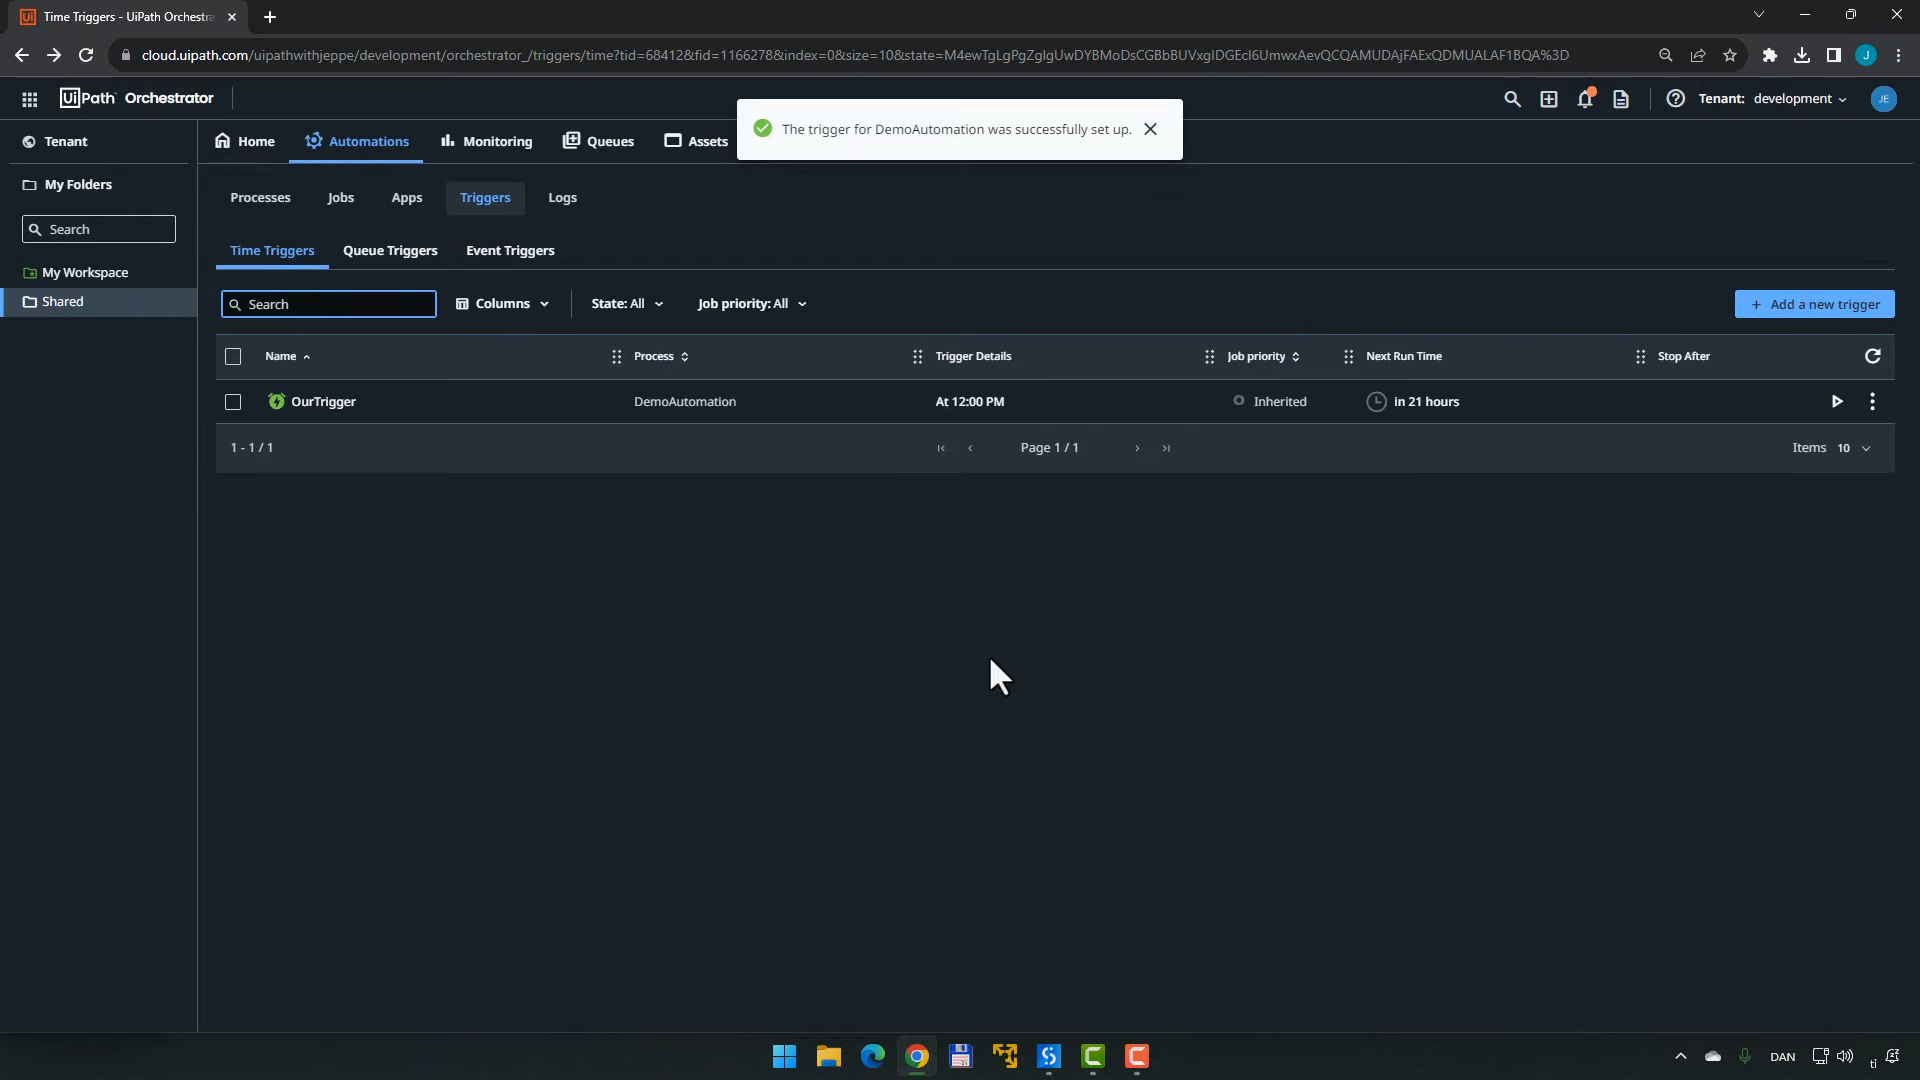 Time Triggers - UiPath Orchestra
cloud.uipath.com/uipathwithjeppe/development/orchestrator_/triggers/time?tid=68412&fid=1166278&index=0&size=10&state=M4ewTgLgPgZglgUwDYBMoDsCGBbBUVxgIDGEcI6UmwxAevQCQAMUDAjFAExQDMUALAF1BQA%3D
J
UiPath Orchestrator
Tenant: development
JE
The trigger for DemoAutomation was successfully set up.
Tenant
Home
Automations
Monitoring
Queues
Assets
My Folders
Processes
Jobs
Apps
Triggers
Logs
Search
Time Triggers
Queue Triggers
Event Triggers
My Workspace
Shared
Search
Columns
State: All
Job priority: All
+ Add a new trigger
Name
Process
Trigger Details
Job priority
Next Run Time
Stop After
OurTrigger
DemoAutomation
At 12:00 PM
Inherited
in 21 hours
1 - 1 / 1
Page 1 / 1
Items 10
DAN